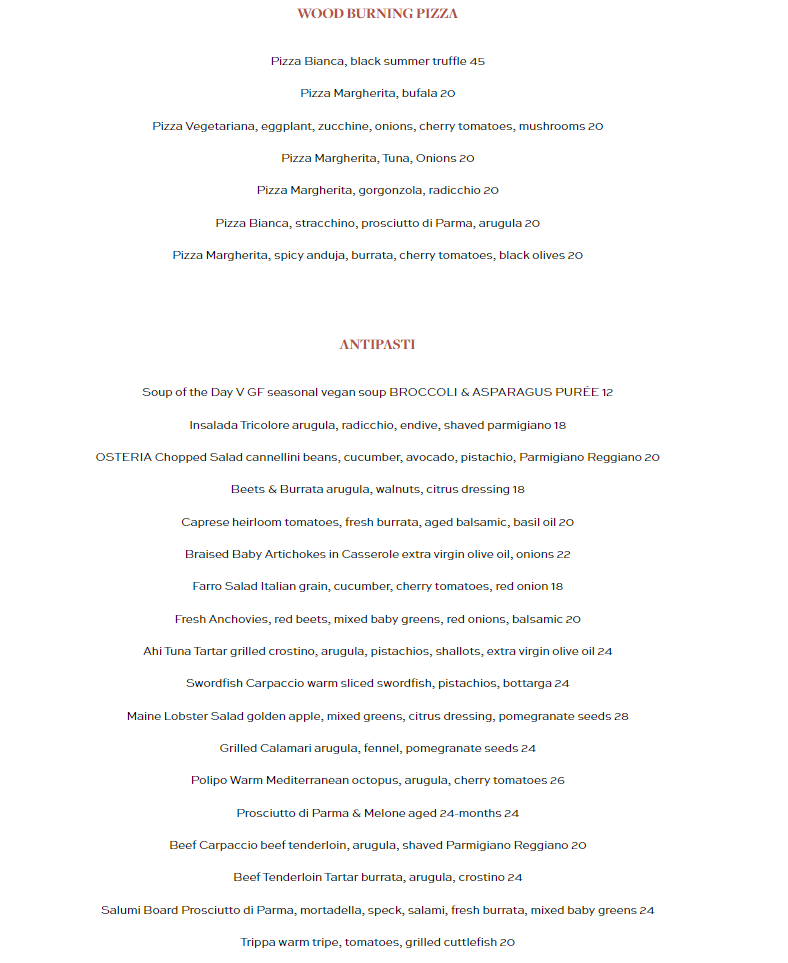 WOOD BURNING PIZZA
Pizza Bianca, black summer truffle 45
Pizza Margherita, bufala 20
Pizza Vegetariana, eggplant, zucchine, onions, cherry tomatoes, mushrooms 20
Pizza Margherita, Tuna, Onions 20
Pizza Margherita, gorgonzola, radicchio 20
Pizza Bianca, stracchino, prosciutto di Parma, arugula 20
Pizza Margherita, spicy anduja, burrata, cherry tomatoes, black olives 20
ANTIPASTI
Soup of the Day V GF seasonal vegan soup BROCCOLI & ASPARAGUS PURÉE 12
Insalada Tricolore arugula, radicchio, endive, shaved parmigiano 18
OSTERIA Chopped Salad cannellini beans, cucumber, avocado, pistachio, Parmigiano Reggiano 20
Beets & Burrata arugula, walnuts, citrus dressing 18
Caprese heirloom tomatoes, fresh burrata, aged balsamic, basil oil 20
Braised Baby Artichokes in Casserole extra virgin olive oil, onions 22
Farro Salad Italian grain, cucumber, cherry tomatoes, red onion 18
Fresh Anchovies, red beets, mixed baby greens, red onions, balsamic 20
Ahi Tuna Tartar grilled crostino, arugula, pistachios, shallots, extra virgin olive oil 24
Swordfish Carpaccio warm sliced swordfish, pistachios, bottarga 24
Maine Lobster Salad golden apple, mixed greens, citrus dressing, pomegranate seeds 28
Grilled Calamari arugula, fennel, pomegranate seeds 24
Polipo Warm Mediterranean octopus, arugula, cherry tomatoes 26
Prosciutto di Parma & Melone aged 24-months 24
Beef Carpaccio beef tenderloin, arugula, shaved Parmigiano Reggiano 20
Beef Tenderloin Tartar burrata, arugula, crostino 24
Salumi Board Prosciutto di Parma, mortadella, speck, salami, fresh burrata, mixed baby greens 24
Trippa warm tripe, tomatoes, grilled cuttlefish 20